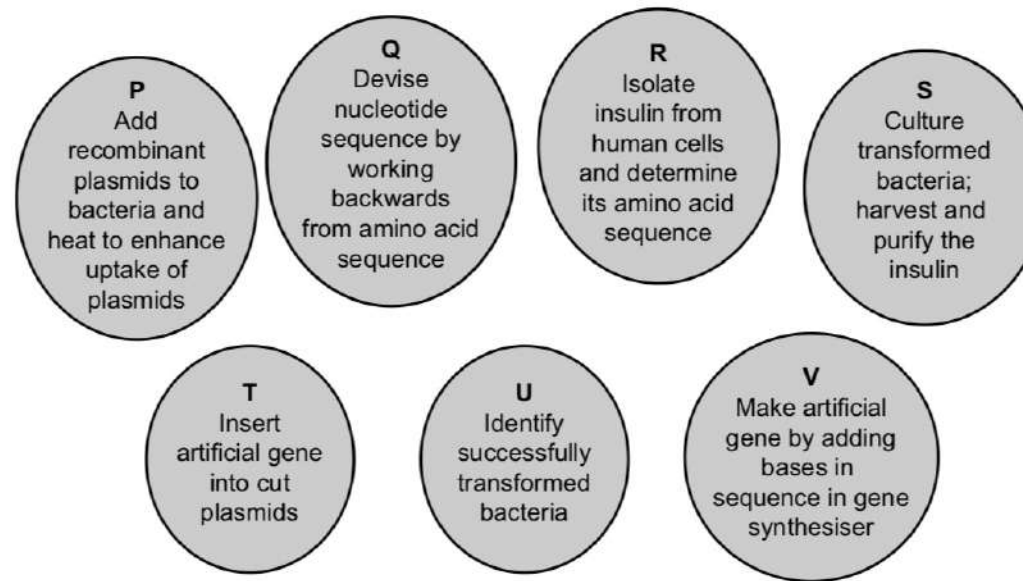 P
Add
recombinant
plasmids to
bacteria and
heat to enhance
uptake of
plasmids
Q
Devise
nucleotide
sequence by
working
backwards
from amino acid
sequence
R
Isolate
insulin from
human cells
and determine
its amino acid
sequence
S
Culture
transformed
bacteria;
harvest and
purify the
insulin
T
Insert
artificial gene
into cut
plasmids
U
Identify
successfully
transformed
bacteria
V
Make artificial
gene by adding
bases in
sequence in gene
synthesiser